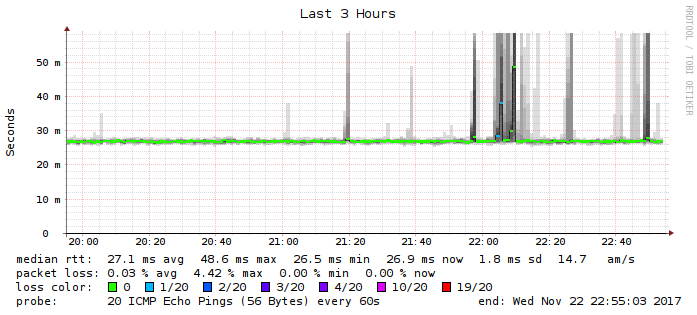 Last 3 Hours
RRDTOOL / TOBI OETIKER
Seconds
50 m
40 m
30 m
20 m
10 m
0
20:00 20:20 20:40 21:00 21:20 21:40 22:00 22:20 22:40
median rtt: 27.1 ms avg 48.6 ms max 26.5 ms min 26.9 ms now 1.8 ms sd 14.7 am/s
packet loss: 0.03 % avg 4.42 % max 0.00 % min 0.00 % now
loss color: 0 1/20 2/20 3/20 4/20 10/20 19/20
probe: 20 ICMP Echo Pings (56 Bytes) every 60s end: Wed Nov 22 22:55:03 2017